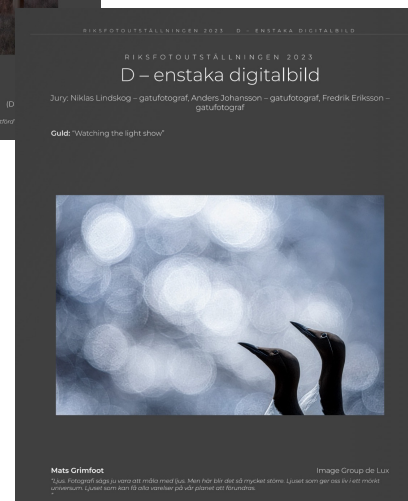 RIKSFOTOUTSTÄLLNINGEN 2023 D – ENSTAKA DIGITALBILD
RIKSFOTOUTSTÄLLNINGEN 2023
D – enstaka digitalbild
Jury: Niklas Lindskog – gatufotograf, Anders Johansson – gatufotograf, Fredrik Eriksson –
gatufotograf
(D
Guld: "Watching the light show"
Mats Grimfoot
Image Group de Lux
"Ljus. Fotografi sägs ju vara att måla med ljus. Men här blir det så mycket större. Ljuset som ger oss liv i ett mörkt
universum. Ljuset som kan få alla varelser på vår planet att förundras.
"